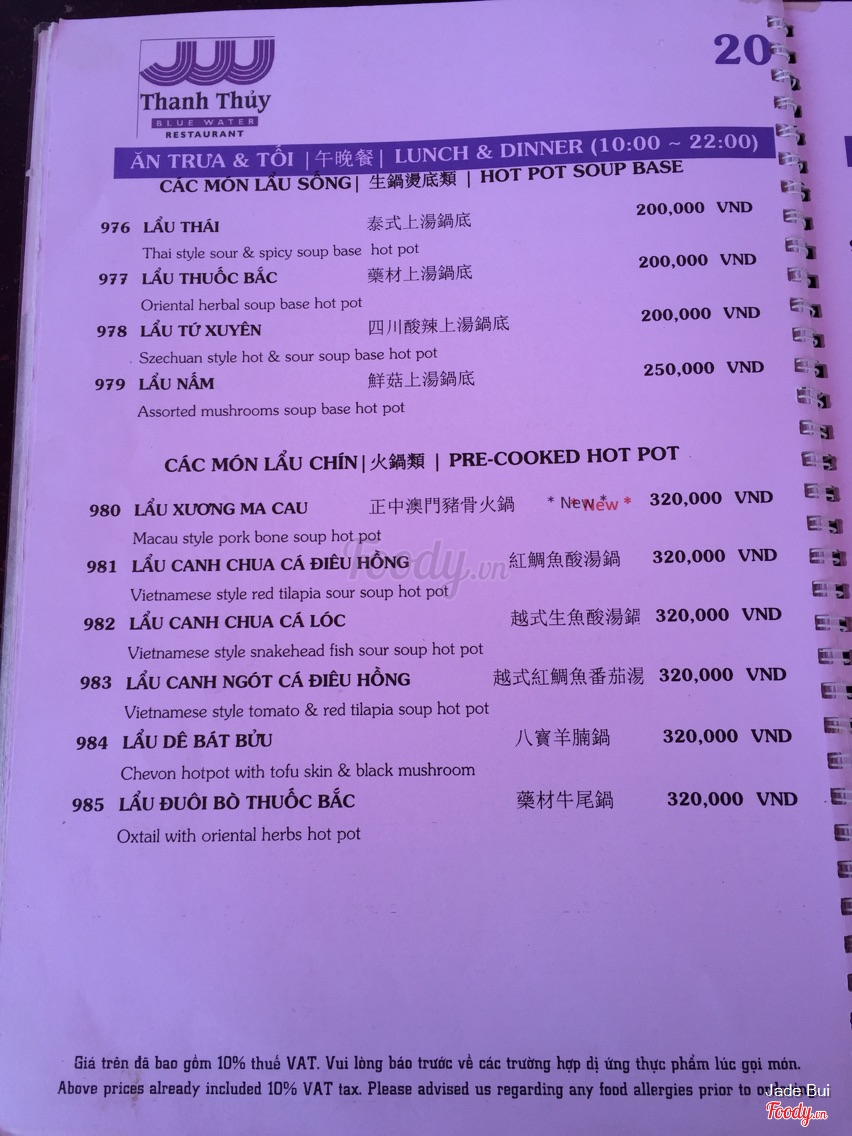 20
Thanh Thủy
BLUE WATER
RESTAURANT
ĂN TRƯA & TỐI |午晚餐| LUNCH & DINNER (10:00 ~ 22:00)
CÁC MÓN LẨU SỐNG| 生鍋燙底類 | HOT POT SOUP BASE
976 LẨU THÁI 泰式上湯鍋底 200,000 VND
Thai style sour & spicy soup base hot pot
977 LẨU THUỐC BẮC 藥材上湯鍋底 200,000 VND
Oriental herbal soup base hot pot
978 LẨU TỨ XUYÊN 四川酸辣上湯鍋底 200,000 VND
. Szechuan style hot & sour soup base hot pot
979 LẨU NẤM 鮮菇上湯鍋底 250,000 VND
Assorted mushrooms soup base hot pot
CÁC MÓN LẨU CHÍN|火鍋類 | PRE-COOKED HOT POT
980 LẨU XƯƠNG MA CAU 正中澳門豬骨火鍋 * New * * New * 320,000 VND
Macau style pork bone soup hot pot
981 LẨU CANH CHUA CÁ ĐIÊU HỒNG 紅鯛魚酸湯鍋 320,000 VND
Vietnamese style red tilapia sour soup hot pot
982 LẨU CANH CHUA CÁ LÓC 越式生魚酸湯鍋 320,000 VND
Vietnamese style snakehead fish sour soup hot pot
983 LẨU CANH NGÓT CÁ ĐIÊU HỒNG 越式紅鯛魚番茄湯 320,000 VND
Vietnamese style tomato & red tilapia soup hot pot
984 LẨU DÊ BÁT BỬU 八寳羊腩鍋 320,000 VND
Chevon hotpot with tofu skin & black mushroom
985 LẨU ĐUÔI BÒ THUỐC BẮC 藥材牛尾鍋 320,000 VND
Oxtail with oriental herbs hot pot
Foody.vn
Giá trên đã bao gồm 10% thuế VAT. Vui lòng báo trước về các trường hợp dị ứng thực phẩm lúc gọi món.
Above prices already included 10% VAT tax. Please advised us regarding any food allergies prior to
Jade Bui
Foody.vn